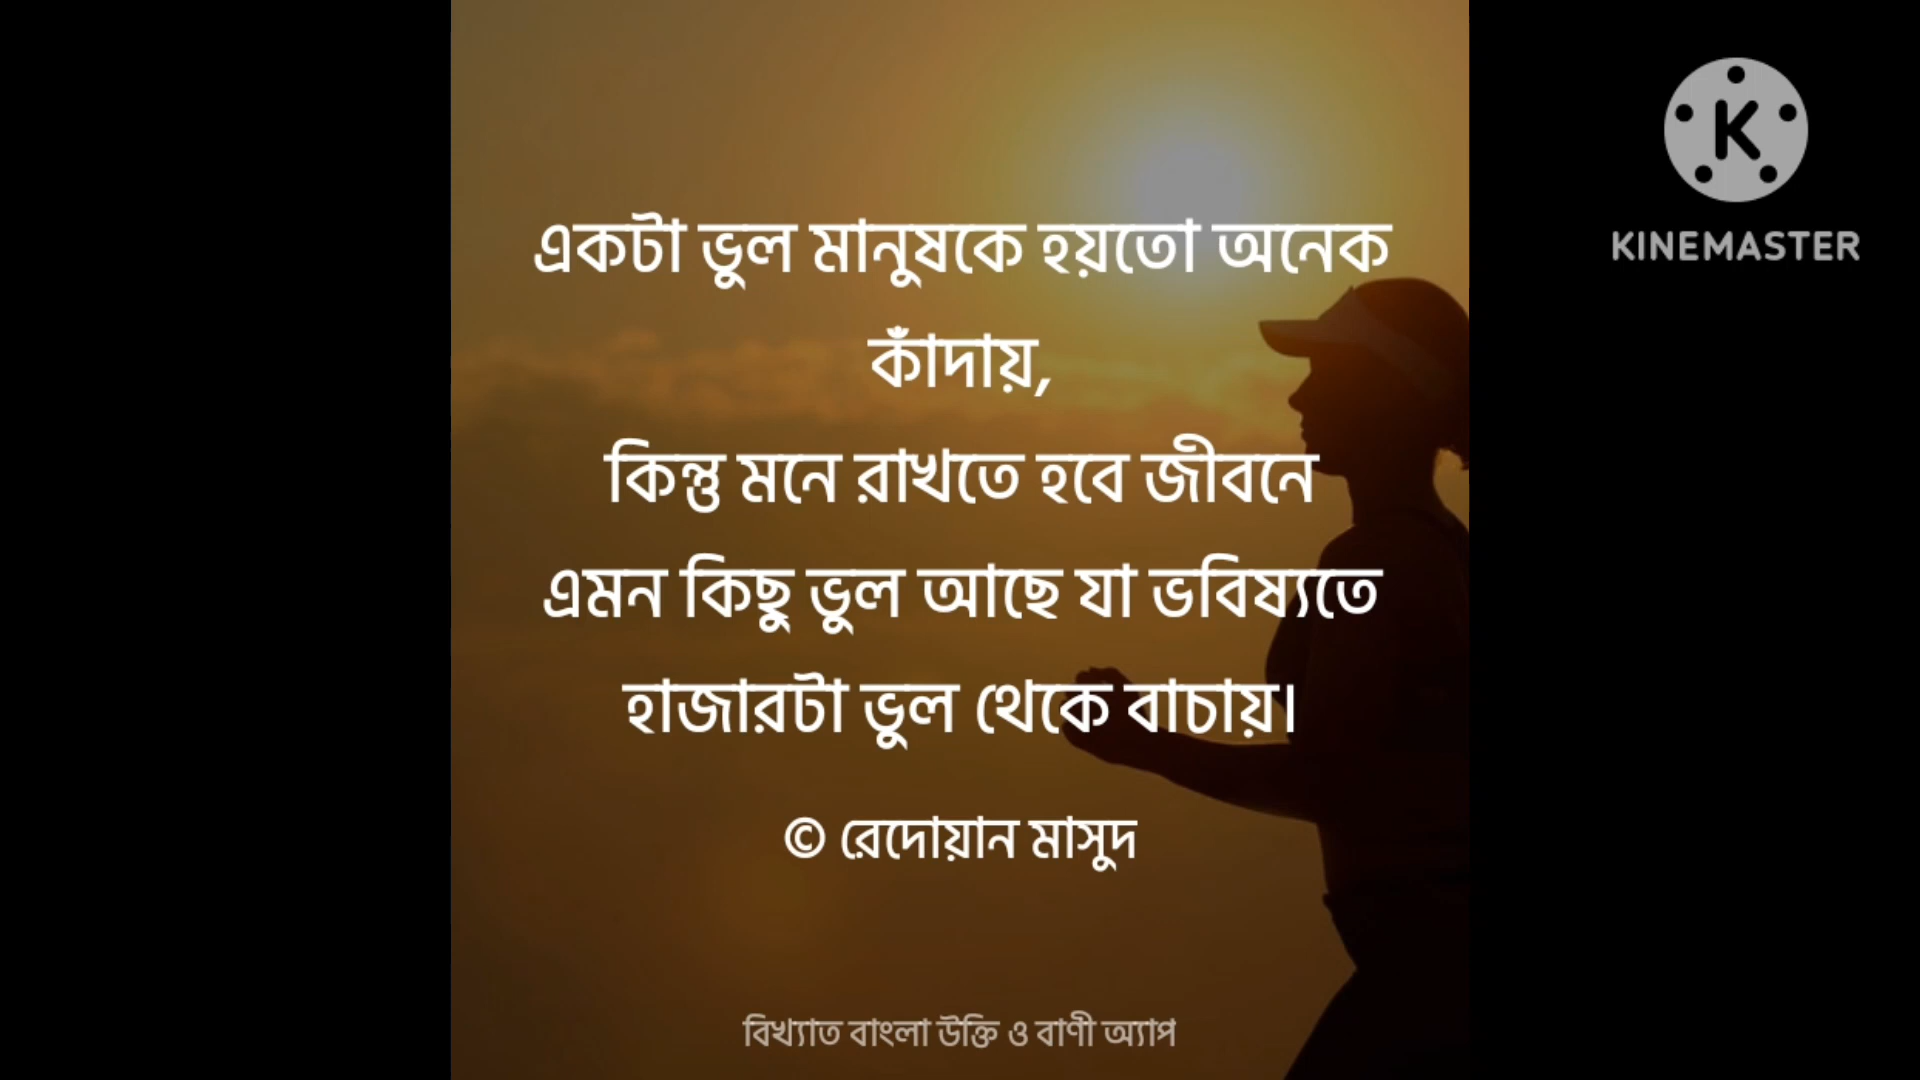 একটা ভুল মানুষকে হয়তো অনেক
কাঁদায়,
কিন্তু মনে রাখতে হবে জীবনে
এমন কিছু ভুল আছে যা ভবিষ্যতে
হাজারটা ভুল থেকে বাচায়।
© রেদোয়ান মাসুদ
বিখ্যাত বাংলা উক্তি ও বাণী অ্যাপ
K
KINEMASTER